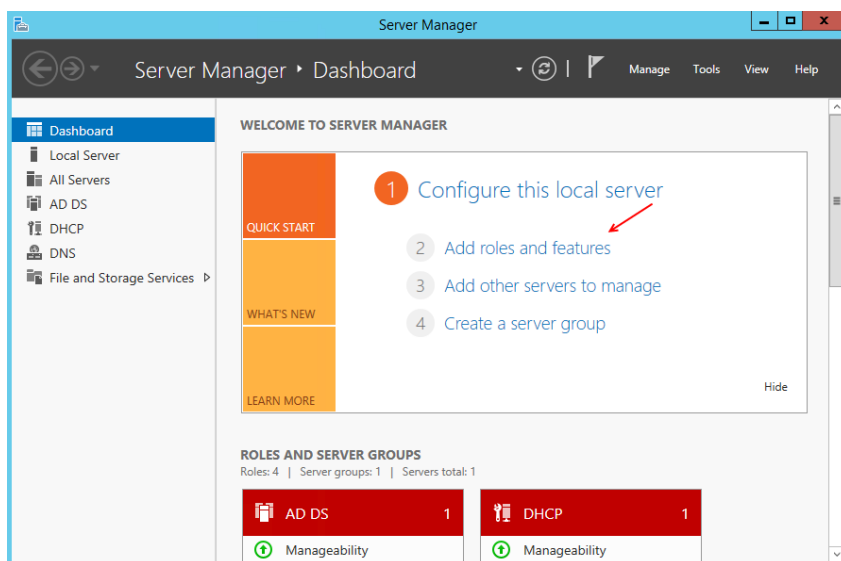 Server Manager
Server Manager • Dashboard
Manage Tools View Help
Dashboard
Local Server
All Servers
AD DS
DHCP
DNS
File and Storage Services
WELCOME TO SERVER MANAGER
QUICK START
WHAT'S NEW
LEARN MORE
1 Configure this local server
2 Add roles and features
3 Add other servers to manage
4 Create a server group
Hide
ROLES AND SERVER GROUPS
Roles: 4 | Server groups: 1 | Servers total: 1
AD DS 1
Manageability
DHCP 1
Manageability